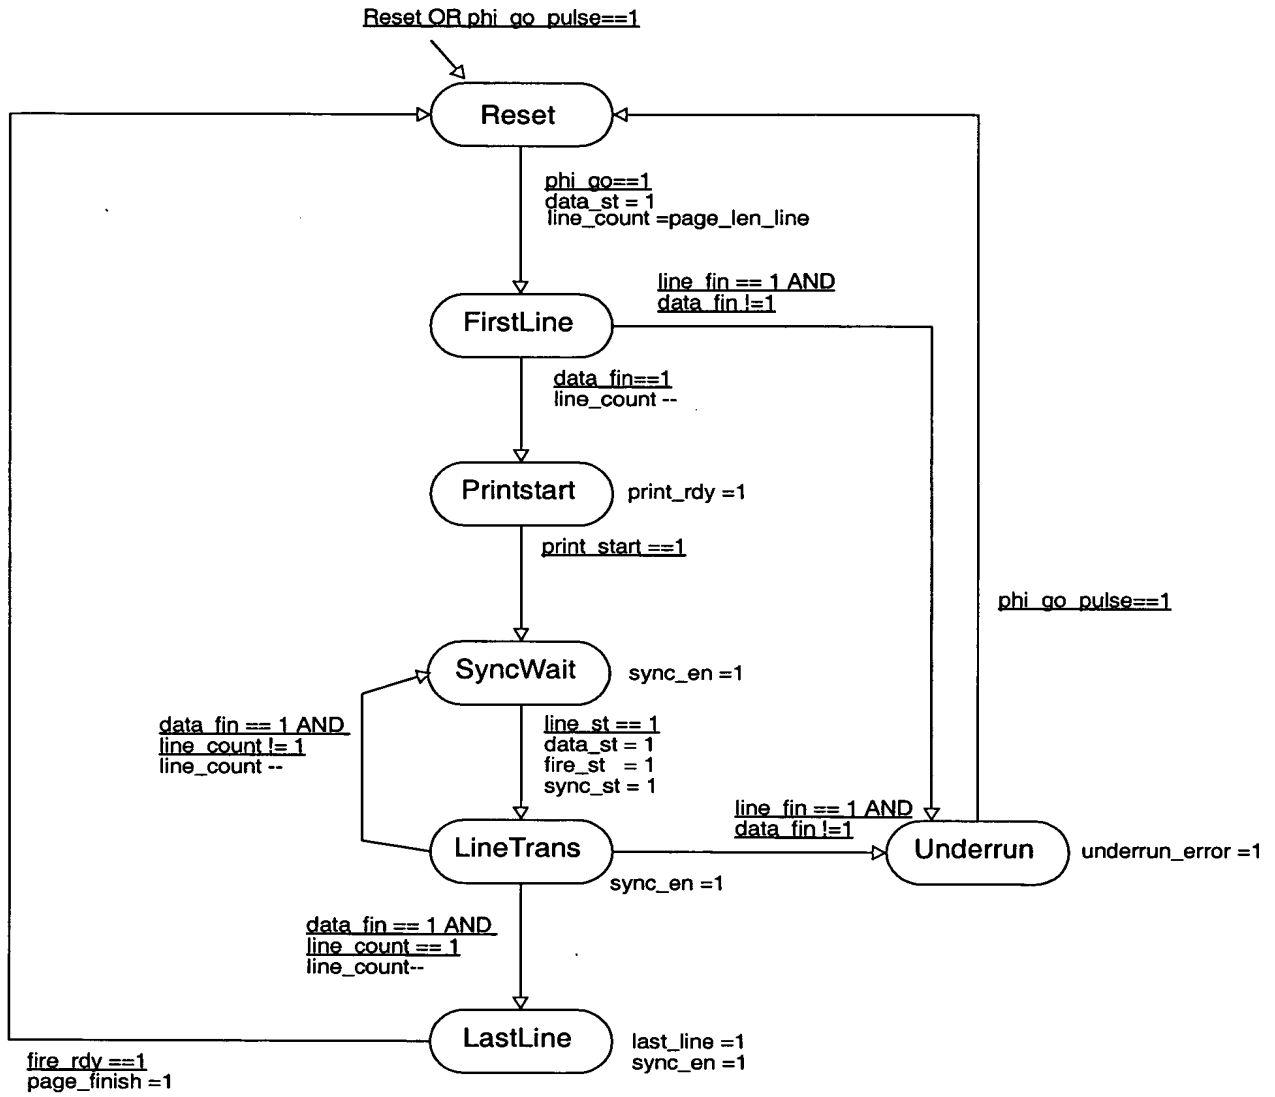 Reset OR phi_go_pulse==1
Reset
phi_go==1
data_st = 1
line_count =page_len_line
line_fin == 1 AND
data_fin !=1
FirstLine
data_fin==1
line_count --
Printstart
print_rdy =1
print_start ==1
phi_go_pulse==1
SyncWait
sync_en =1
data_fin == 1 AND
line_count != 1
line_count --
line_st == 1
data_st = 1
fire_st = 1
sync_st = 1
line_fin == 1 AND
data_fin !=1
LineTrans
sync_en =1
Underrun
underrun_error =1
data_fin == 1 AND
line_count == 1
line_count--
LastLine
last_line =1
sync_en =1
fire_rdy ==1
page_finish =1